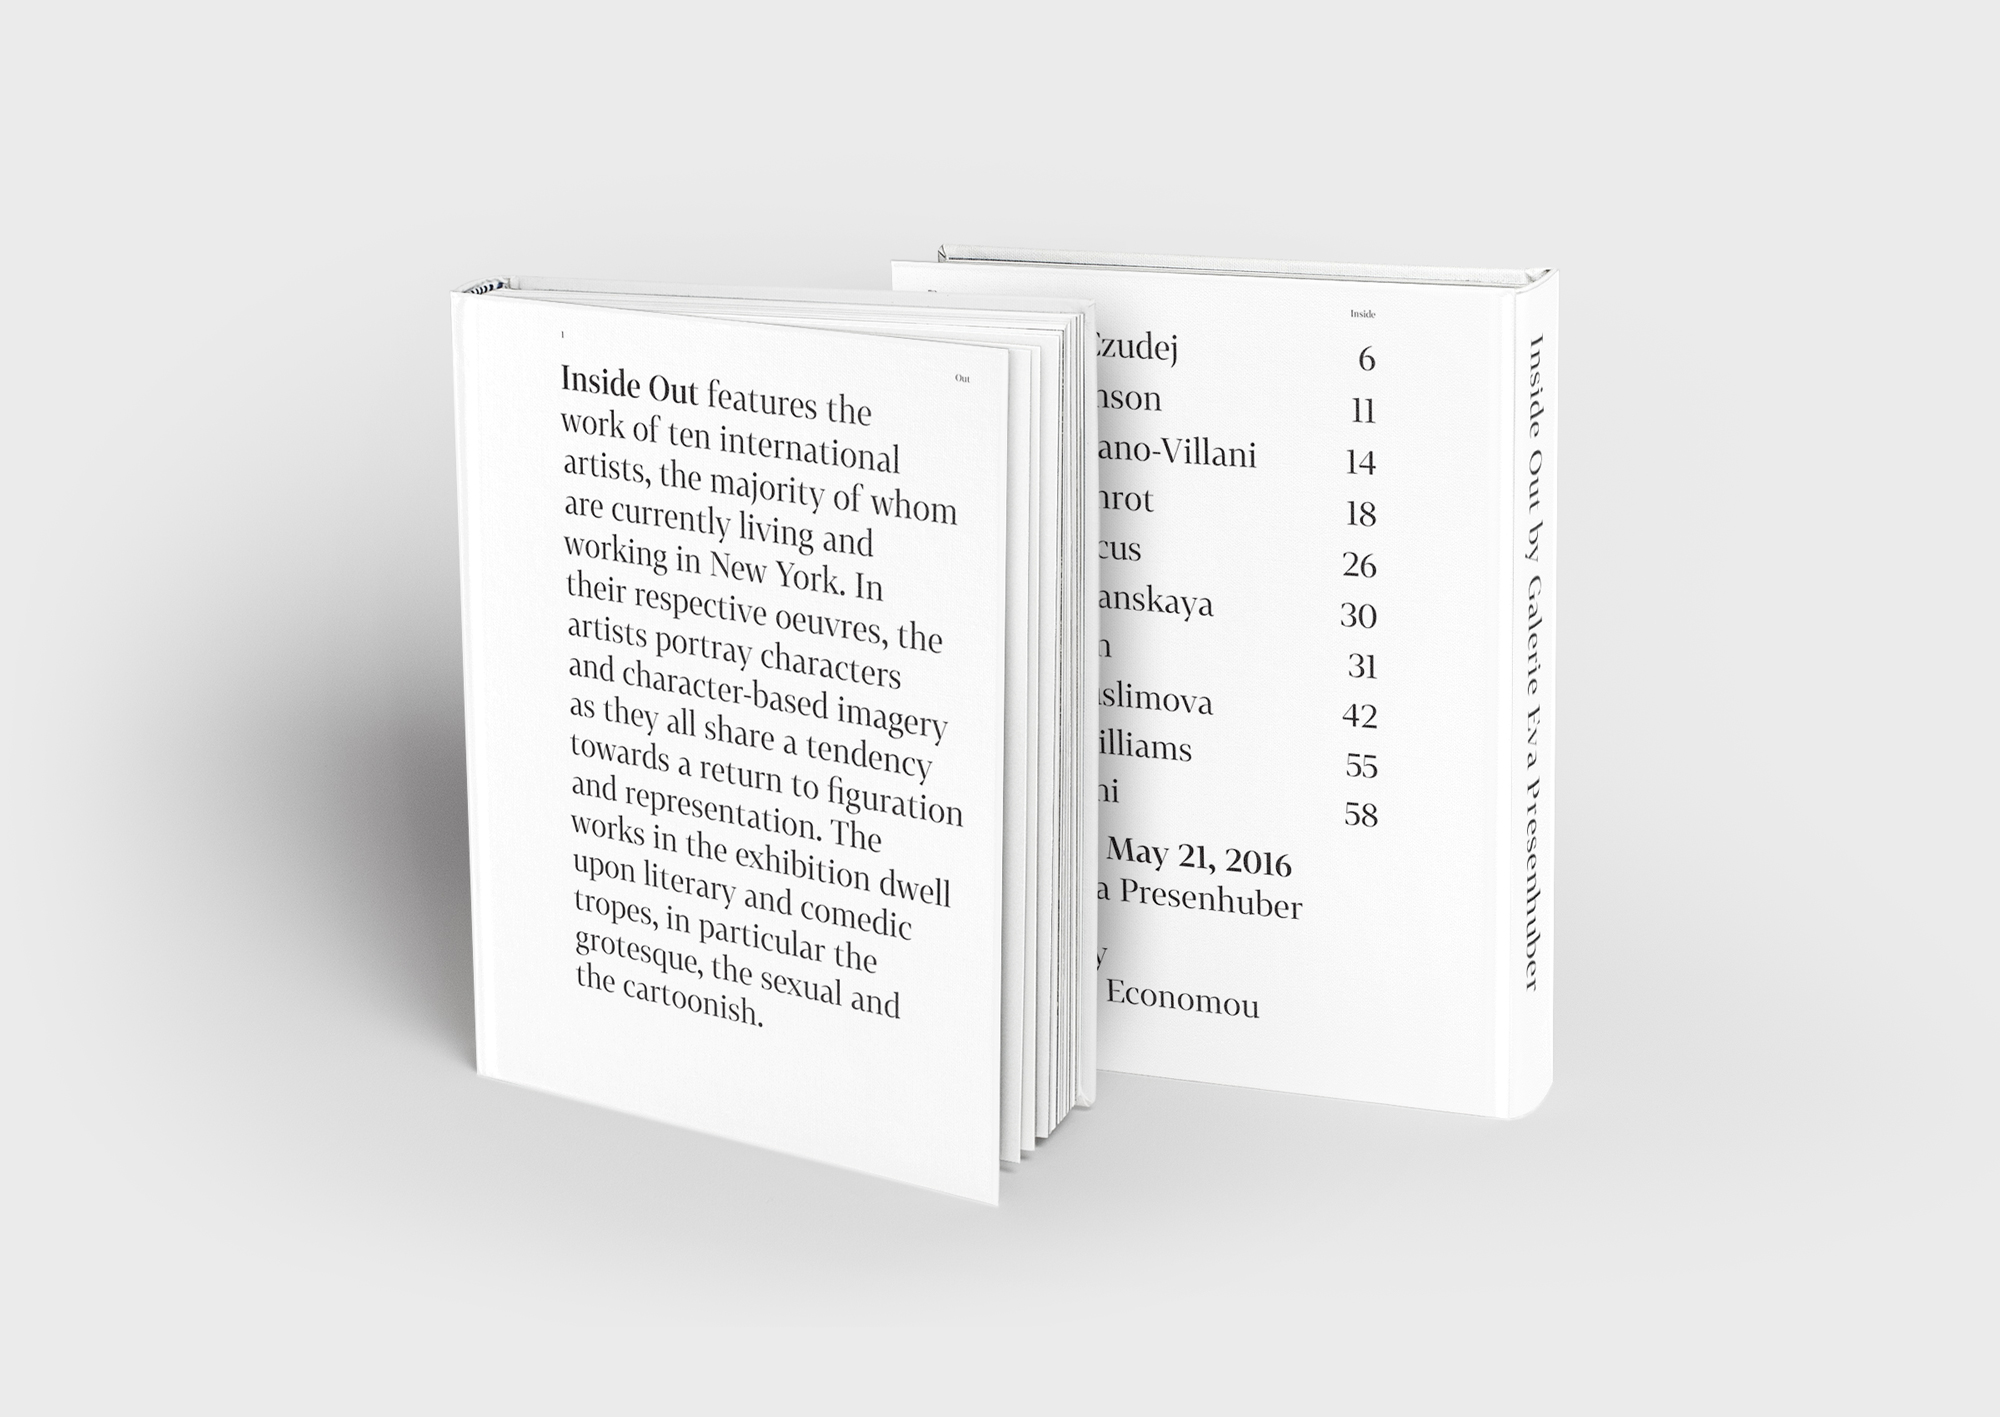 1
Out
Inside Out features the
work of ten international
artists, the majority of whom
are currently living and
working in New York. In
their respective oeuvres, the
artists portray characters
and character-based imagery
as they all share a tendency
towards a return to figuration
and representation. The
works in the exhibition dwell
upon literary and comedic
tropes, in particular the
grotesque, the sexual and
the cartoonish.
Inside
Czudej 6
nson 11
ano-Villani 14
nrot 18
cus 26
anskaya 30
n 31
aslimova 42
illiams 55
ni 58
May 21, 2016
a Presenhuber
y
Economou
Inside Out by Galerie Eva Presenhuber